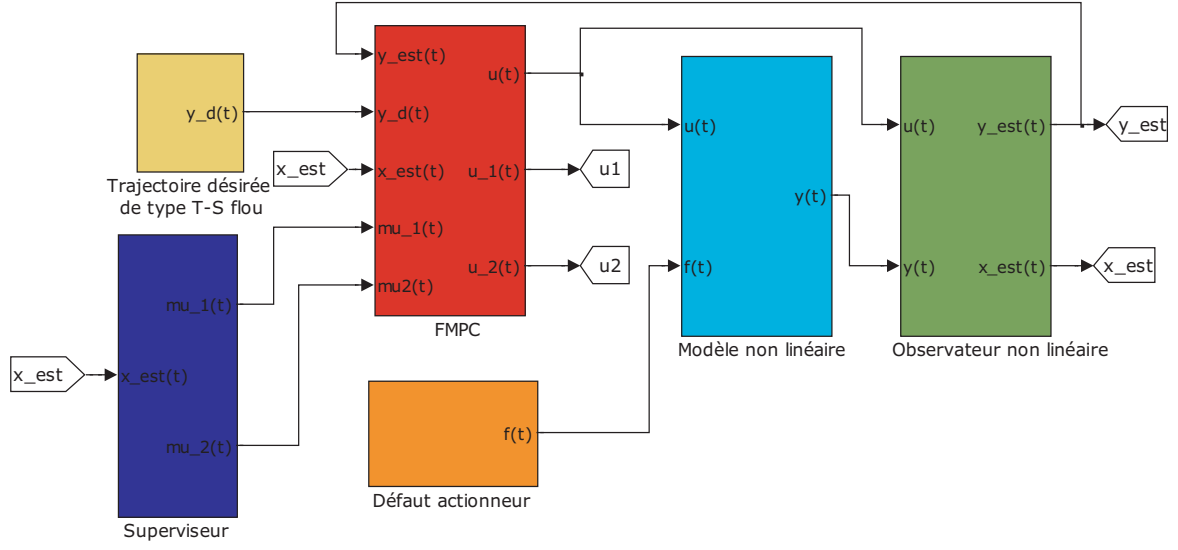 y_d(t)
Trajectoire désirée
de type T-S flou
x_est
y_est(t)
y_d(t)
x_est(t)
mu_1(t)
mu2(t)
u(t)
u_1(t)
u_2(t)
FMPC
u1
u2
u(t)
f(t)
y(t)
Modèle non linéaire
u(t)
y(t)
y_est(t)
x_est(t)
Observateur non linéaire
y_est
x_est
x_est
x_est(t)
mu_1(t)
mu_2(t)
Superviseur
f(t)
Défaut actionneur